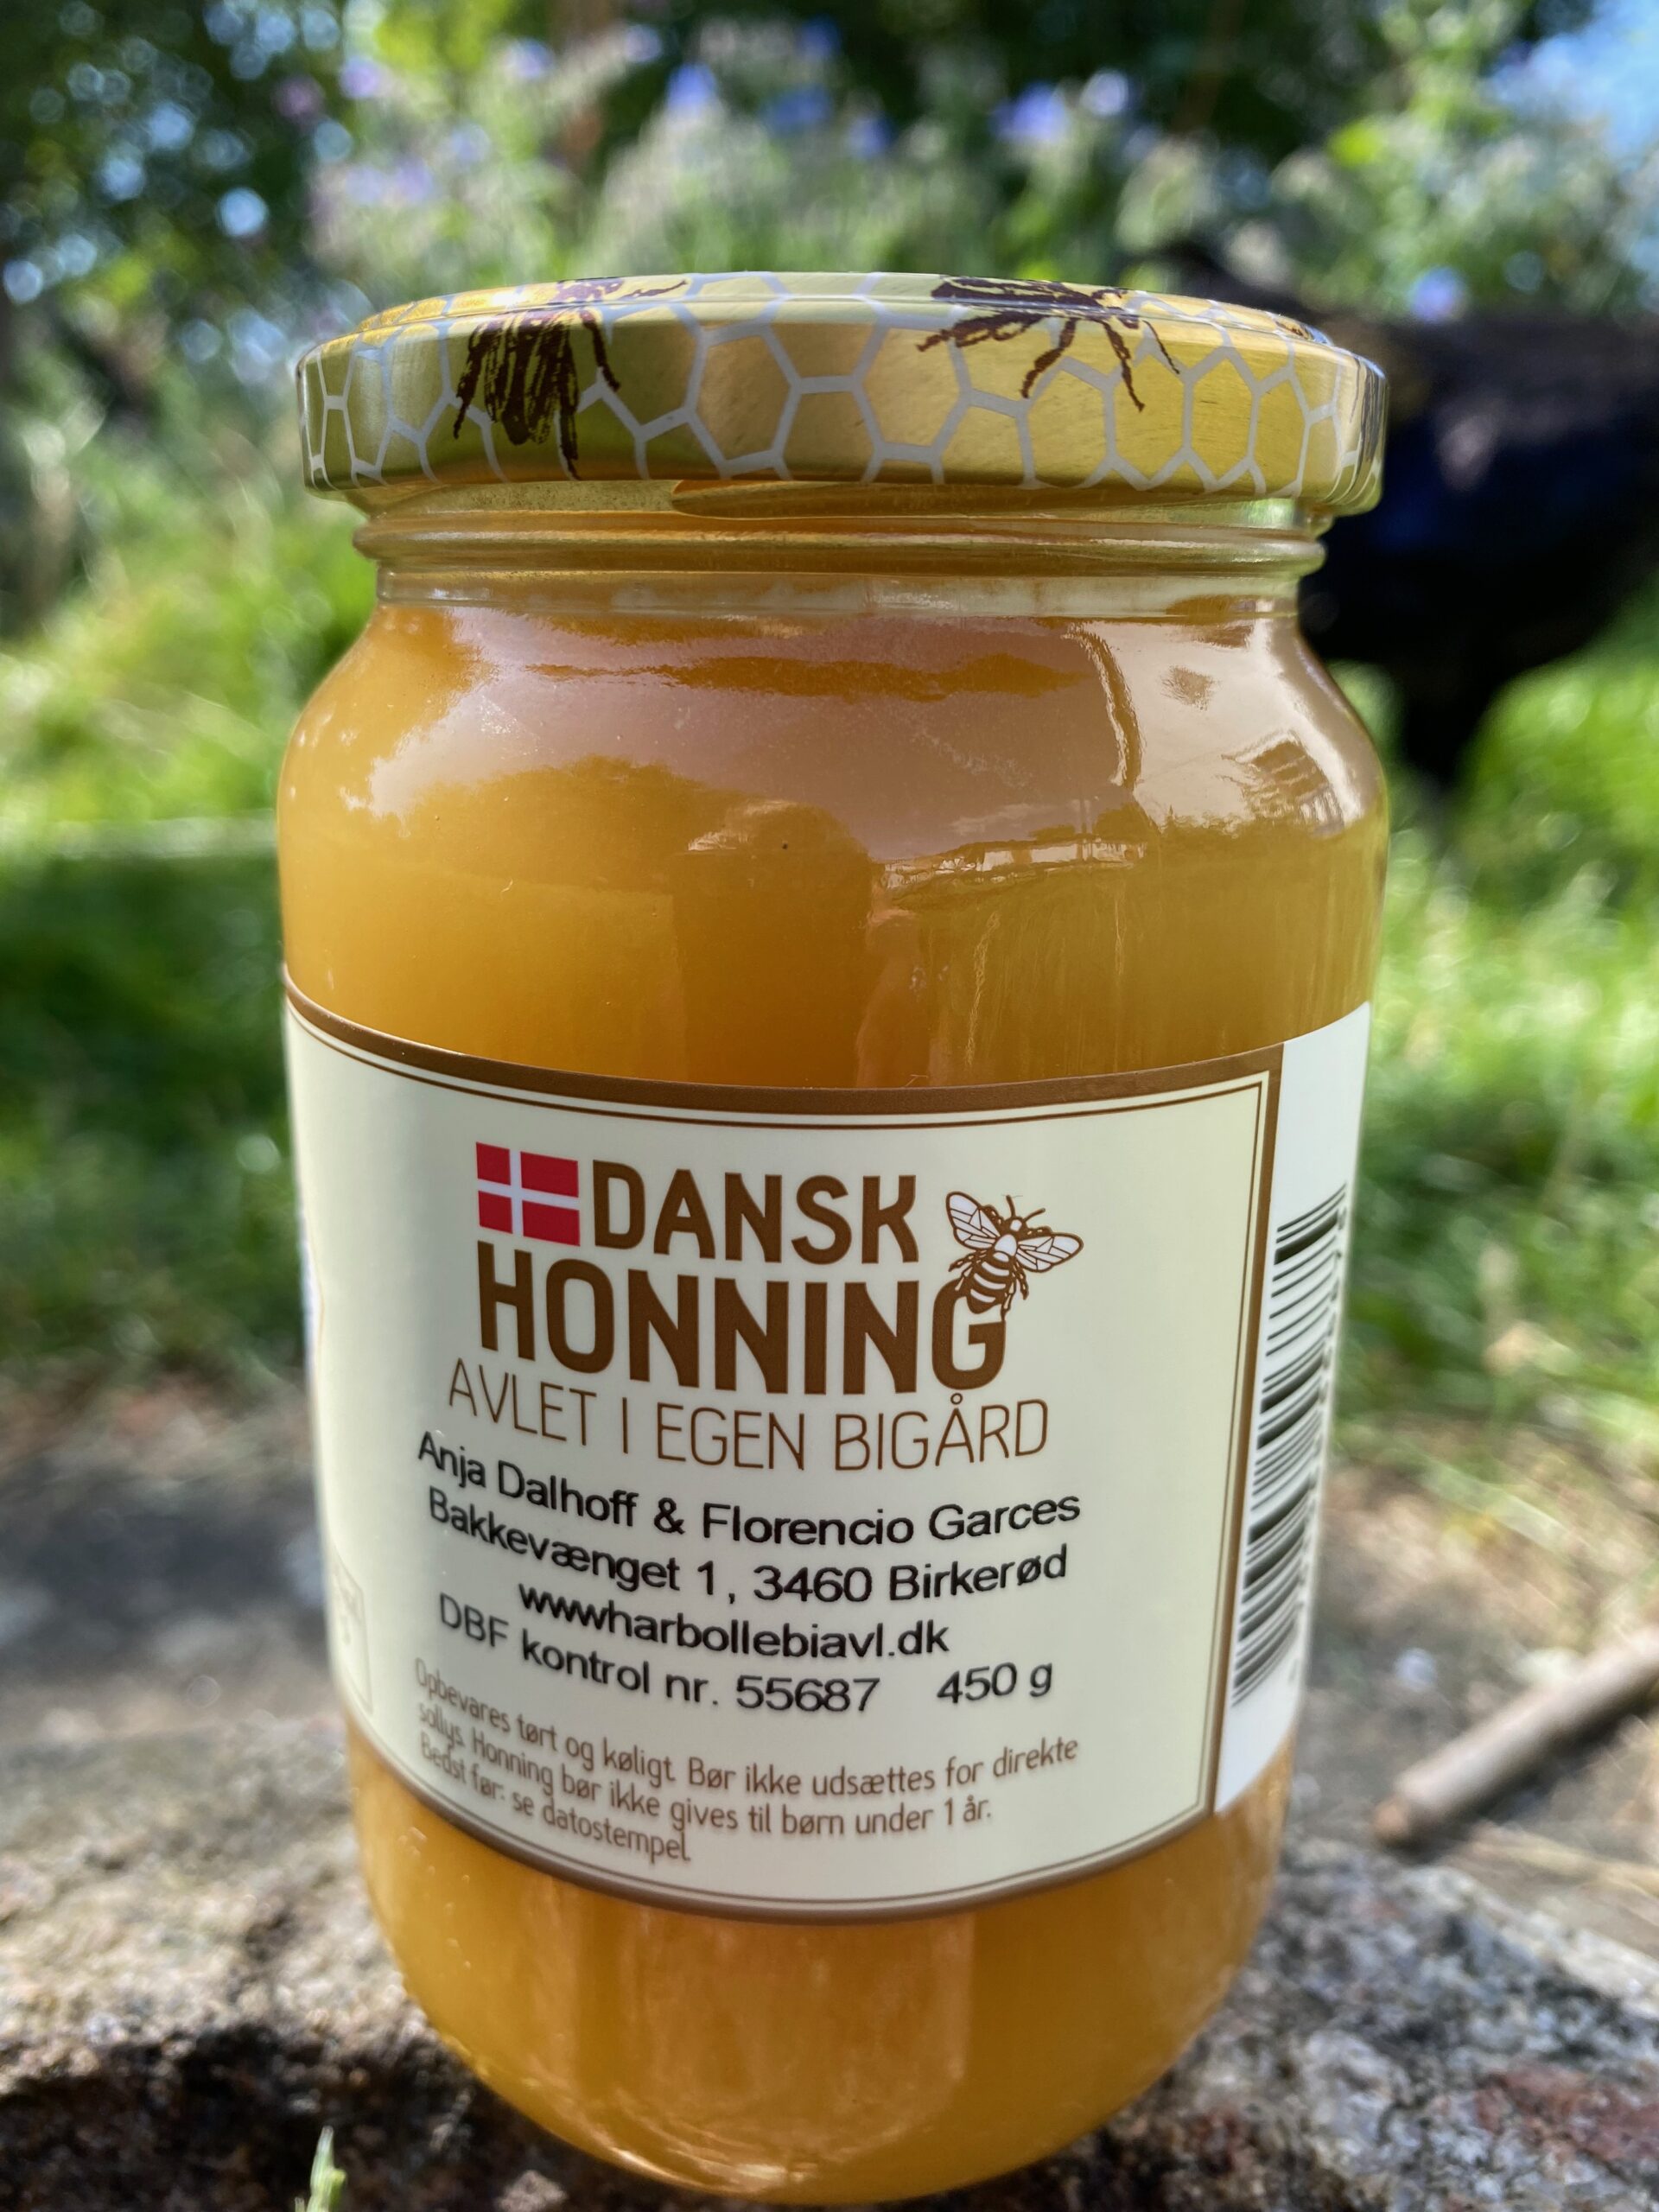 DANSK
HONNING
AVLET I EGEN BIGÅRD
Anja Dalhoff & Florencio Garces
Bakkevænget 1, 3460 Birkerød
wwwharbollebiavl.dk
DBF kontrol nr. 55687 450 g
Opbevares tørt og køligt. Bør ikke udsættes for direkte
sollys. Honning bør ikke gives til børn under 1 år.
Bedst før: se datostempel